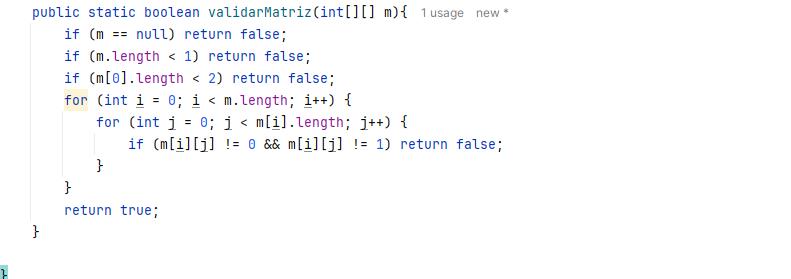 public static boolean validarMatriz(int[][] m){ 1 usage new *
if (m == null) return false;
if (m.length < 1) return false;
if (m[0].length < 2) return false;
for (int i = 0; i < m.length; i++) {
for (int j = 0; j < m[i].length; j++) {
if (m[i][j] != 0 && m[i][j] != 1) return false;
}
}
return true;
}
}